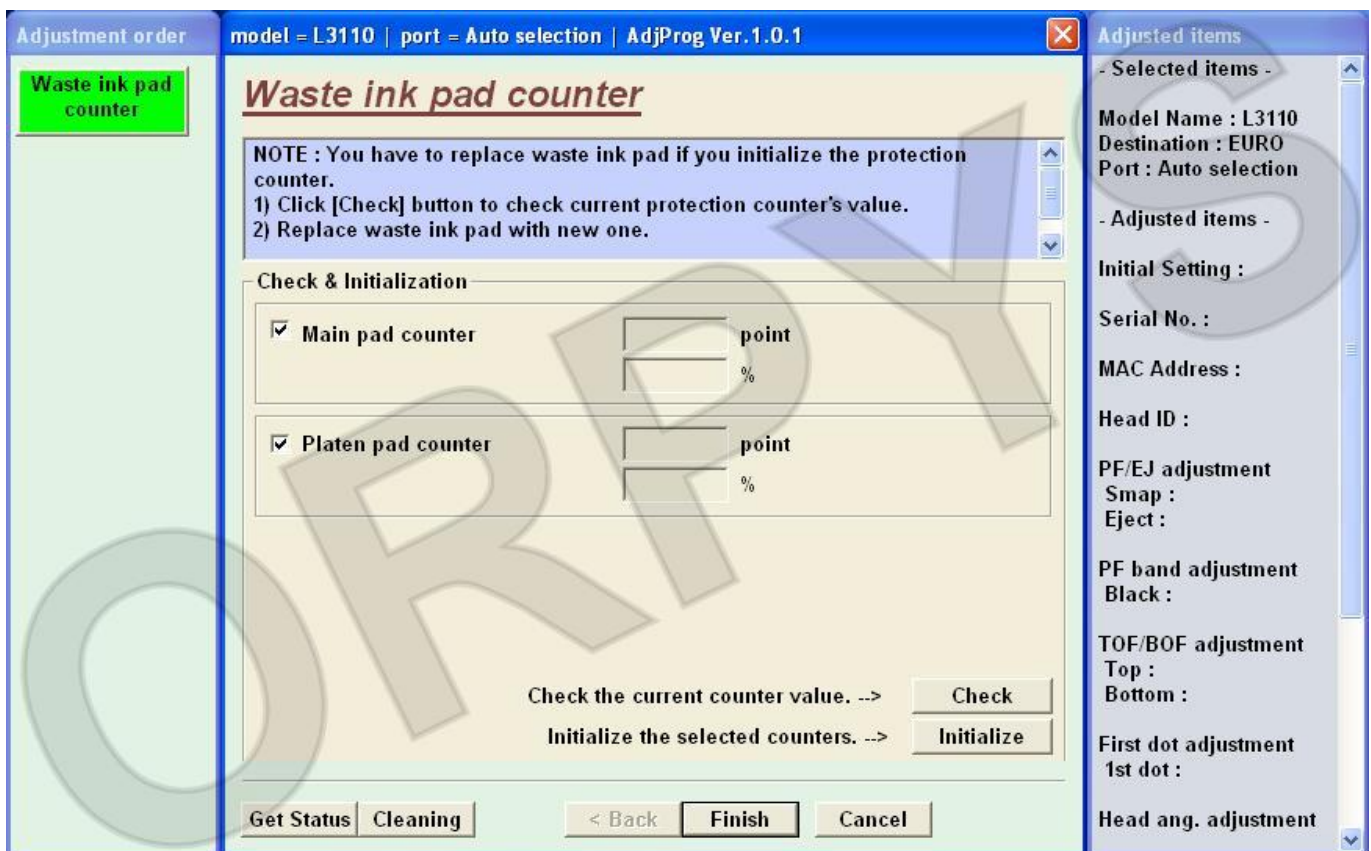 Adjustment order
Waste ink pad
counter
model = L3110 | port = Auto selection | AdjProg Ver.1.0.1
Waste ink pad counter
NOTE : You have to replace waste ink pad if you initialize the protection
counter.
1) Click [Check] button to check current protection counter's value.
2) Replace waste ink pad with new one.
Check & Initialization
Main pad counter
point
%
Platen pad counter
point
%
Check the current counter value. -->
Check
Initialize the selected counters. -->
Initialize
Get Status
Cleaning
< Back
Finish
Cancel
Adjusted items
- Selected items -
Model Name : L3110
Destination : EURO
Port : Auto selection
- Adjusted items -
Initial Setting :
Serial No. :
MAC Address :
Head ID :
PF/EJ adjustment
Smap :
Eject :
PF band adjustment
Black :
TOF/BOF adjustment
Top :
Bottom :
First dot adjustment
1st dot :
Head ang. adjustment
ORPYS